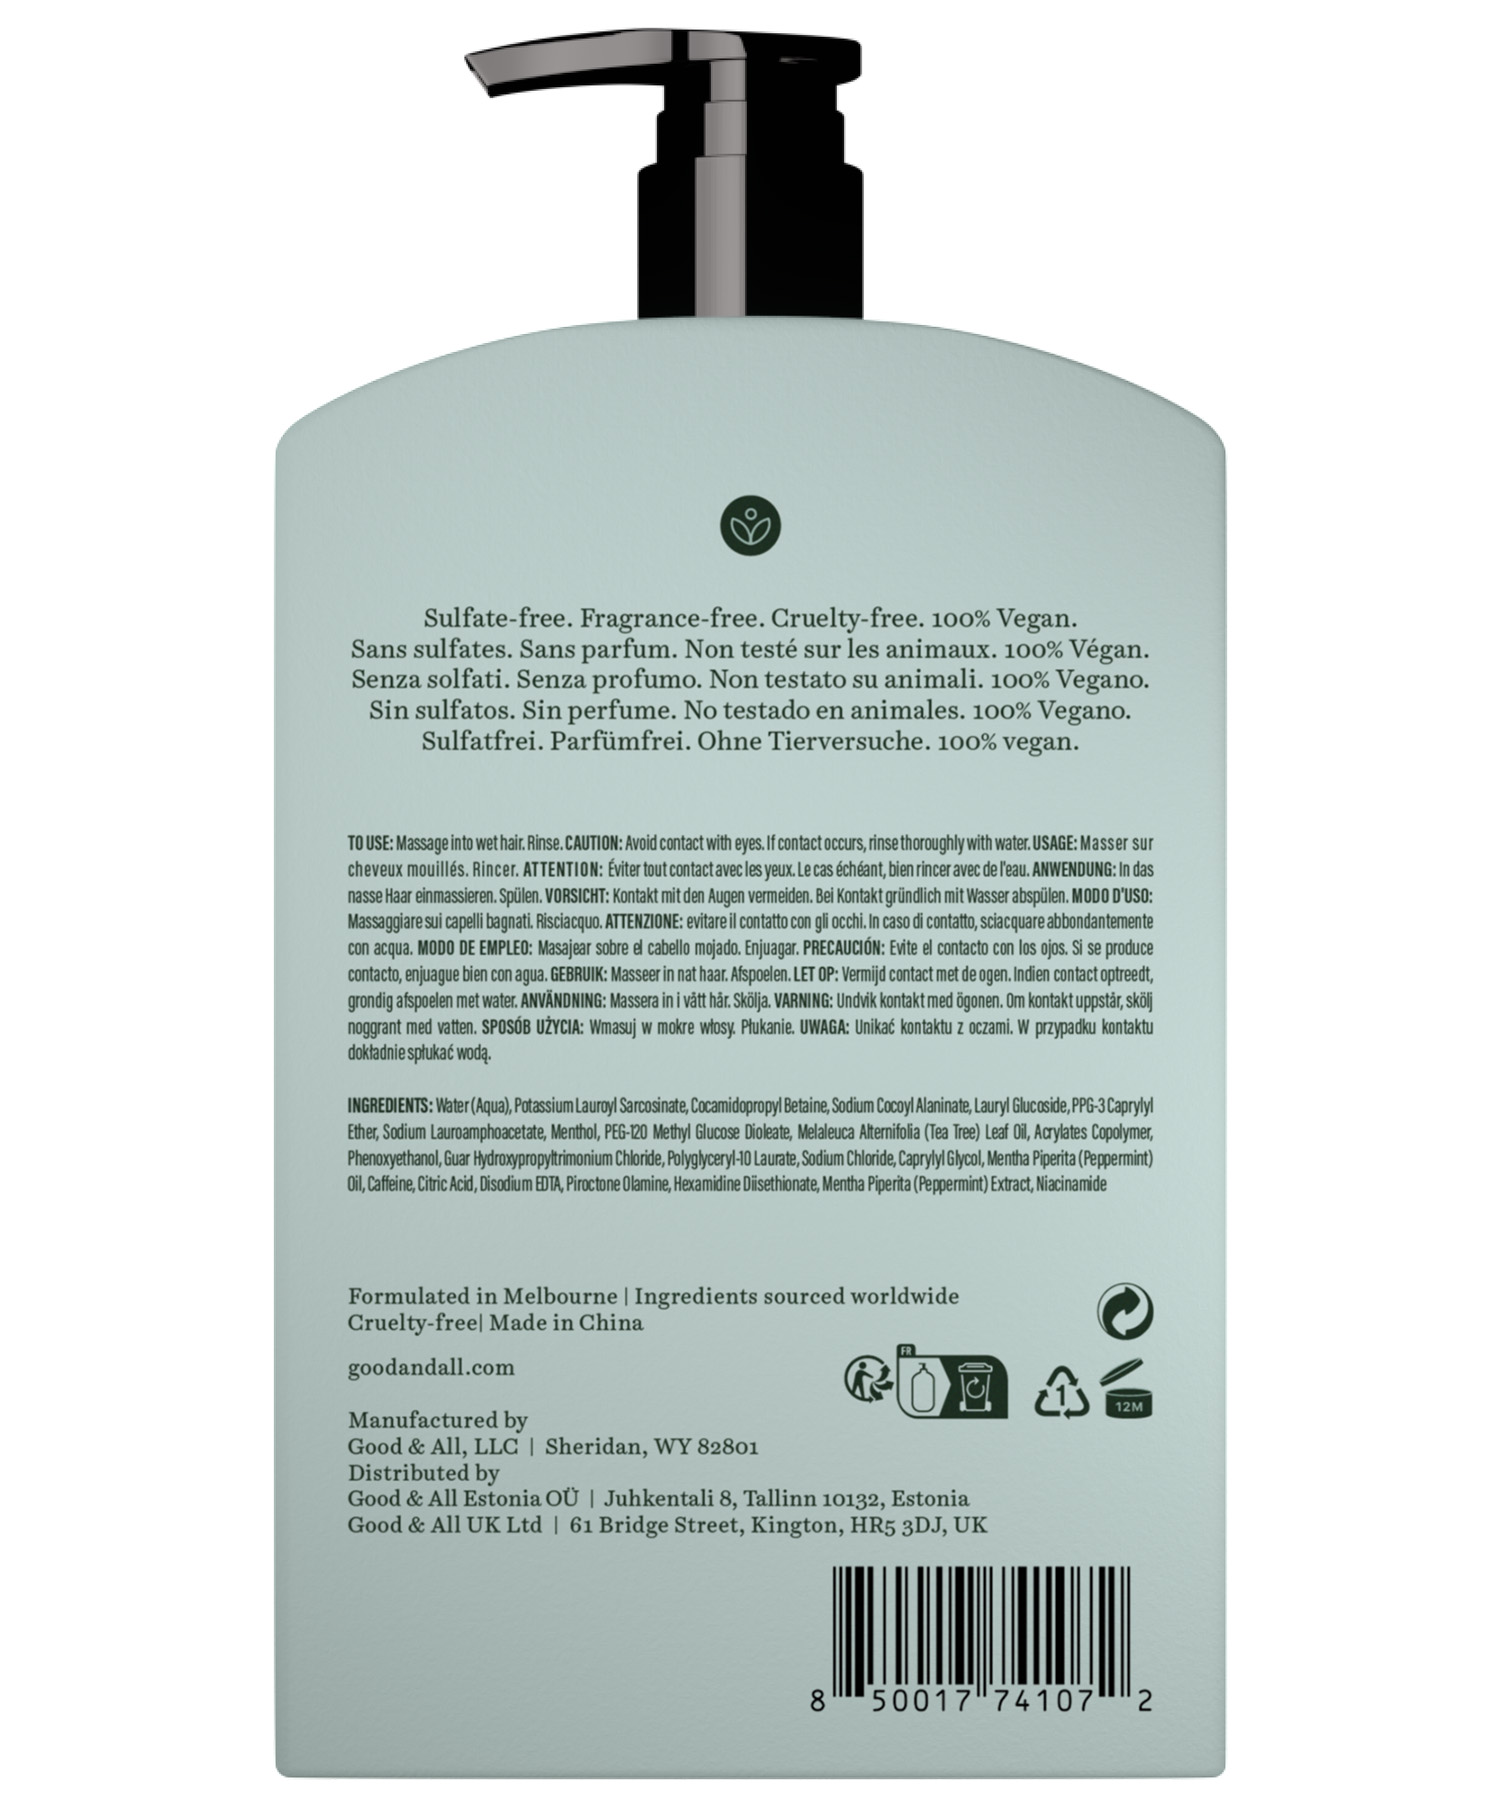 Sulfate-free. Fragrance-free. Cruelty-free. 100% Vegan.
Sans sulfates. Sans parfum. Non testé sur les animaux. 100% Végan.
Senza solfati. Senza profumo. Non testato su animali. 100% Vegano.
Sin sulfatos. Sin perfume. No testado en animales. 100% Vegano.
Sulfatfrei. Parfümfrei. Ohne Tierversuche. 100% vegan.
TO USE: Massage into wet hair. Rinse. CAUTION: Avoid contact with eyes. If contact occurs, rinse thoroughly with water. USAGE: Masser sur
cheveux mouillés. Rincer. ATTENTION: Éviter tout contact avec les yeux. Le cas échéant, bien rincer avec de l'eau. ANWENDUNG: In das
nasse Haar einmassieren. Spülen. VORSICHT: Kontakt mit den Augen vermeiden. Bei Kontakt gründlich mit Wasser abspülen. MODO D'USO:
Massaggiare sui capelli bagnati. Risciacquo. ATTENZIONE: evitare il contatto con gli occhi. In caso di contatto, sciacquare abbondantemente
con acqua. MODO DE EMPLEO: Masajear sobre el cabello mojado. Enjuagar. PRECAUCIÓN: Evite el contacto con los ojos. Si se produce
contacto, enjuague bien con agua. GEBRUIK: Masseer in nat haar. Afspoelen. LET OP: Vermijd contact met de ogen. Indien contact optreedt,
grondig afspoelen met water. ANVÄNDNING: Massera in i vått hår. Skölja. VARNING: Undvik kontakt med ögonen. Om kontakt uppstår, skölj
noggrant med vatten. SPOSÓB UŻYCIA: Wmasuj w mokre włosy. Płukanie. UWAGA: Unikać kontaktu z oczami. W przypadku kontaktu
dokładnie spłukać wodą.
INGREDIENTS: Water (Aqua), Potassium Lauroyl Sarcosinate, Cocamidopropyl Betaine, Sodium Cocoyl Alaninate, Lauryl Glucoside, PPG-3 Caprylyl
Ether, Sodium Lauroamphoacetate, Menthol, PEG-120 Methyl Glucose Dioleate, Melaleuca Alternifolia (Tea Tree) Leaf Oil, Acrylates Copolymer,
Phenoxyethanol, Guar Hydroxypropyltrimonium Chloride, Polyglyceryl-10 Laurate, Sodium Chloride, Caprylyl Glycol, Mentha Piperita (Peppermint)
Oil, Caffeine, Citric Acid, Disodium EDTA, Piroctone Olamine, Hexamidine Diisethionate, Mentha Piperita (Peppermint) Extract, Niacinamide
Formulated in Melbourne | Ingredients sourced worldwide
Cruelty-free| Made in China
goodandall.com
FR
1
12M
Manufactured by
Good & All, LLC | Sheridan, WY 82801
Distributed by
Good & All Estonia OÜ | Juhkentali 8, Tallinn 10132, Estonia
Good & All UK Ltd | 61 Bridge Street, Kington, HR5 3DJ, UK
8 50017 74107 2